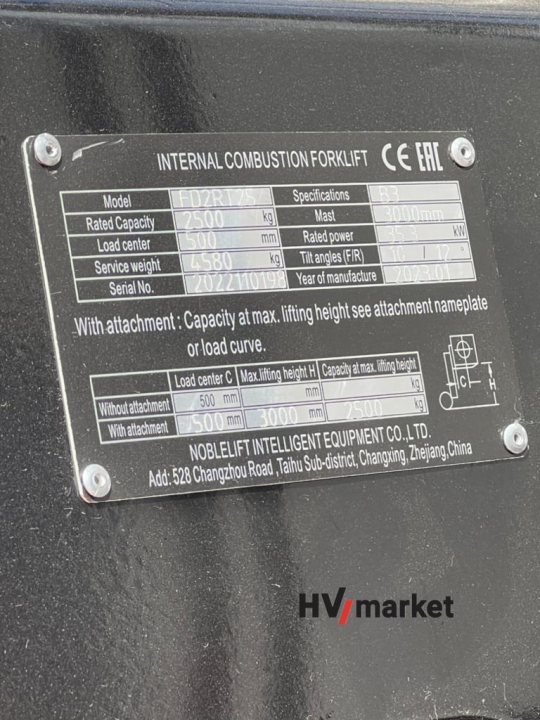 INTERNAL COMBUSTION FORKLIFT CE EAC
Model Specifications B3
Rated Capacity 2500 kg Mast 3000mm
Load center 500 mm Rated power kW
Service weight 4580 kg Tilt angles (F/R) / °
Serial No. Year of manufacture 2023.01
With attachment : Capacity at max. lifting height see attachment nameplate
or load curve.
Load center C Max.lifting height H Capacity at max. lifting height
Without attachment 500 mm / mm / kg
With attachment 500 mm 3000 mm 2500 kg
C
H
NOBLELIFT INTELLIGENT EQUIPMENT CO.,LTD.
Add: 528 Changzhou Road ,Taihu Sub-district, Changxing, Zhejiang,China
HV/market